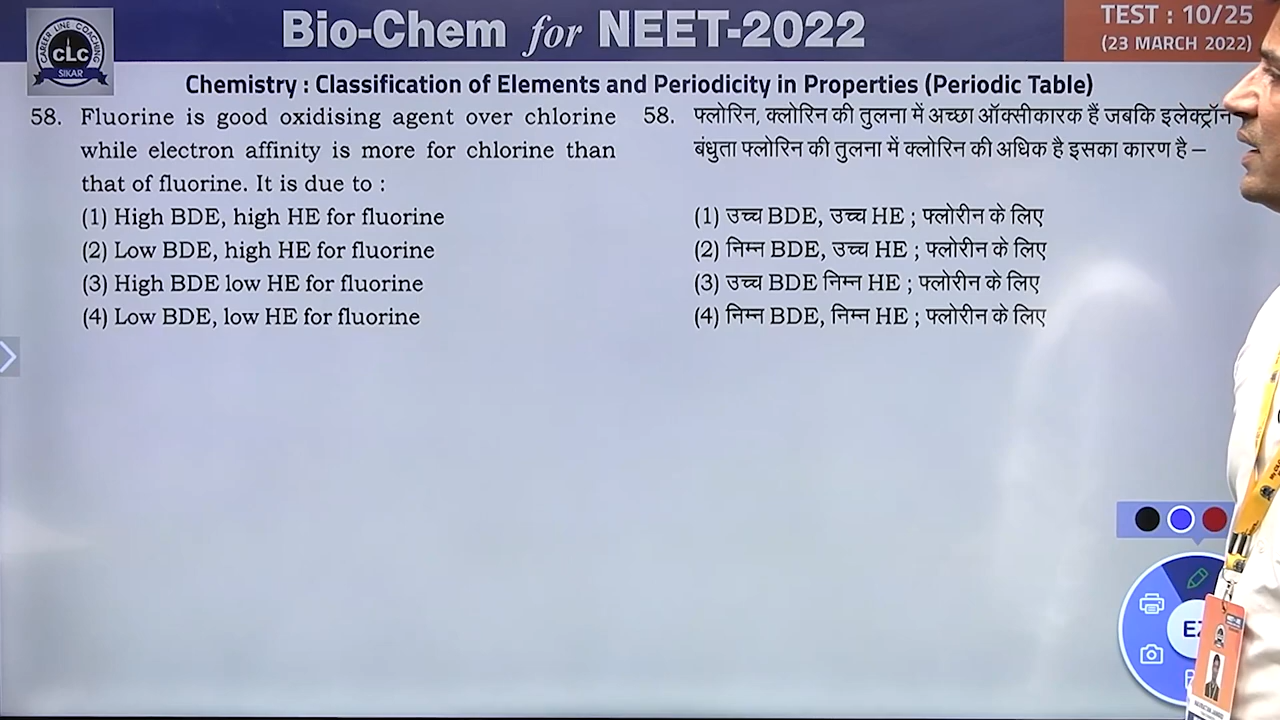 Bio-Chem for NEET-2022
TEST : 10/25
(23 MARCH 2022)
CAREER LINE COACHING
CLC
SIKAR
Chemistry : Classification of Elements and Periodicity in Properties (Periodic Table)
58. Fluorine is good oxidising agent over chlorine
while electron affinity is more for chlorine than
that of fluorine. It is due to :
(1) High BDE, high HE for fluorine
(2) Low BDE, high HE for fluorine
(3) High BDE low HE for fluorine
(4) Low BDE, low HE for fluorine
58. फ्लोरिन, क्लोरिन की तुलना में अच्छा ऑक्सीकारक हैं जबकि इलेक्ट्रॉन
बंधुता फ्लोरिन की तुलना में क्लोरिन की अधिक है इसका कारण है –
(1) उच्च BDE, उच्च HE ; फ्लोरीन के लिए
(2) निम्न BDE, उच्च HE ; फ्लोरीन के लिए
(3) उच्च BDE निम्न HE ; फ्लोरीन के लिए
(4) निम्न BDE, निम्न HE ; फ्लोरीन के लिए